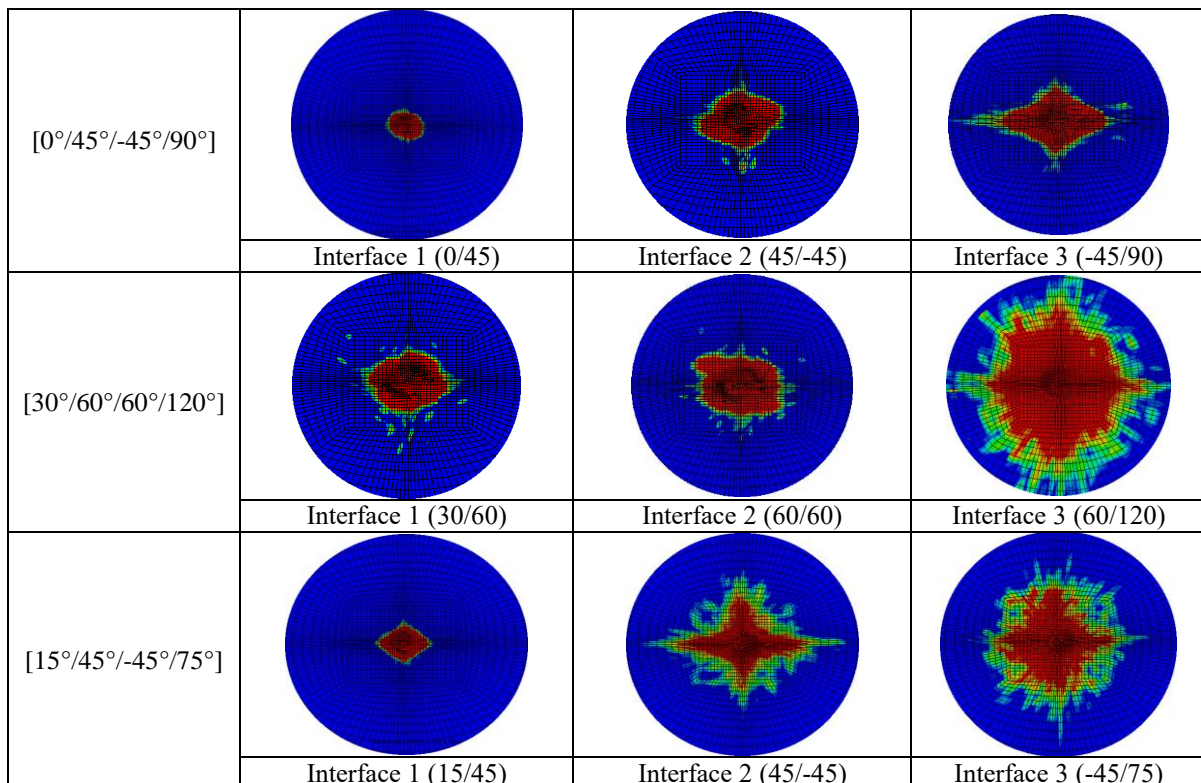 [0°/45°/-45°/90°]
Interface 1 (0/45)
Interface 2 (45/-45)
Interface 3 (-45/90)
[30°/60°/60°/120°]
Interface 1 (30/60)
Interface 2 (60/60)
Interface 3 (60/120)
[15°/45°/-45°/75°]
Interface 1 (15/45)
Interface 2 (45/-45)
Interface 3 (-45/75)